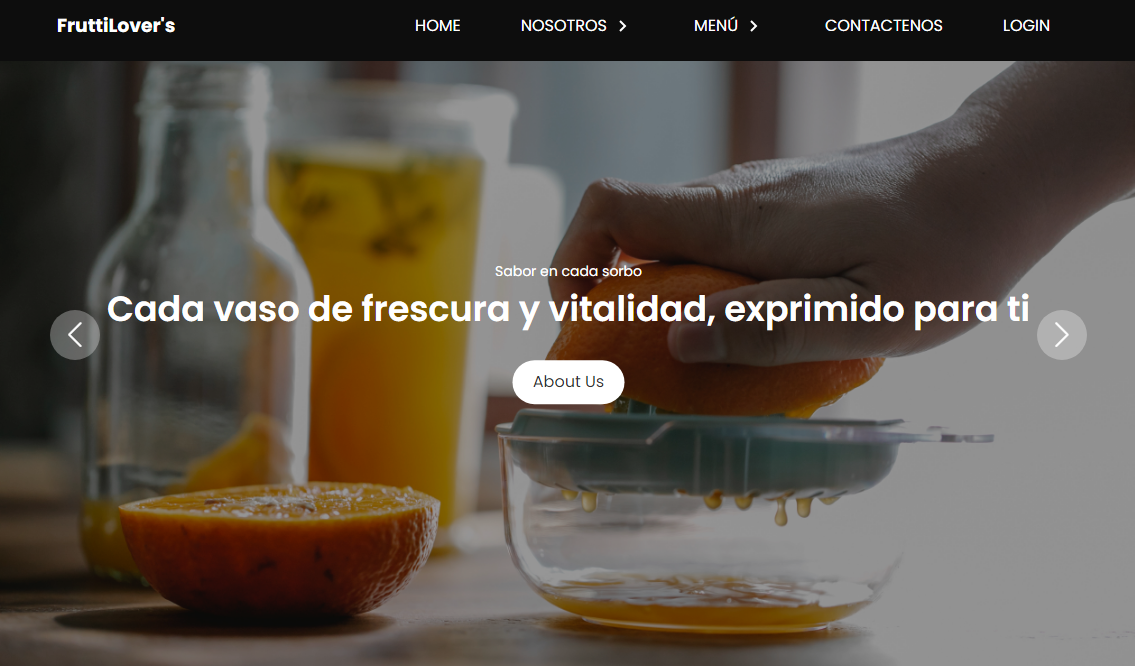 FruttiLover's
HOME
NOSOTROS
MENÚ
CONTACTENOS
LOGIN
Sabor en cada sorbo
Cada vaso de frescura y vitalidad, exprimido para ti
About Us